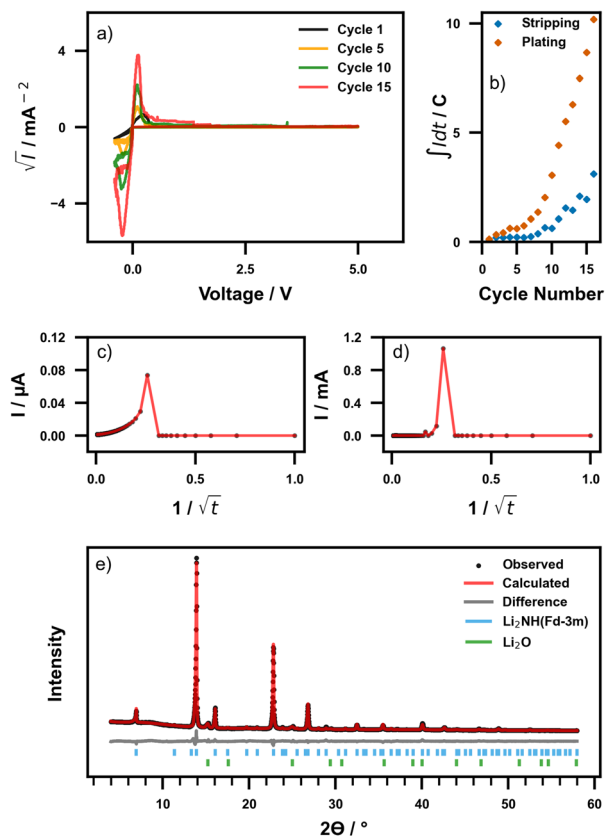 a)
Cycle 1
Cycle 5
Cycle 10
Cycle 15
4
0
−4
√I / mA⁻²
0.0 2.5 5.0
Voltage / V
b)
Stripping
Plating
10
5
0
∫Idt / C
0 5 10 15
Cycle Number
c)
0.12
0.08
0.04
0.00
I / µA
0.0 0.5 1.0
1 / √t
d)
1.2
0.8
0.4
0.0
I / mA
0.0 0.5 1.0
1 / √t
e)
Observed
Calculated
Difference
Li₂NH(Fd-3m)
Li₂O
Intensity
10 20 30 40 50 60
2Θ / °